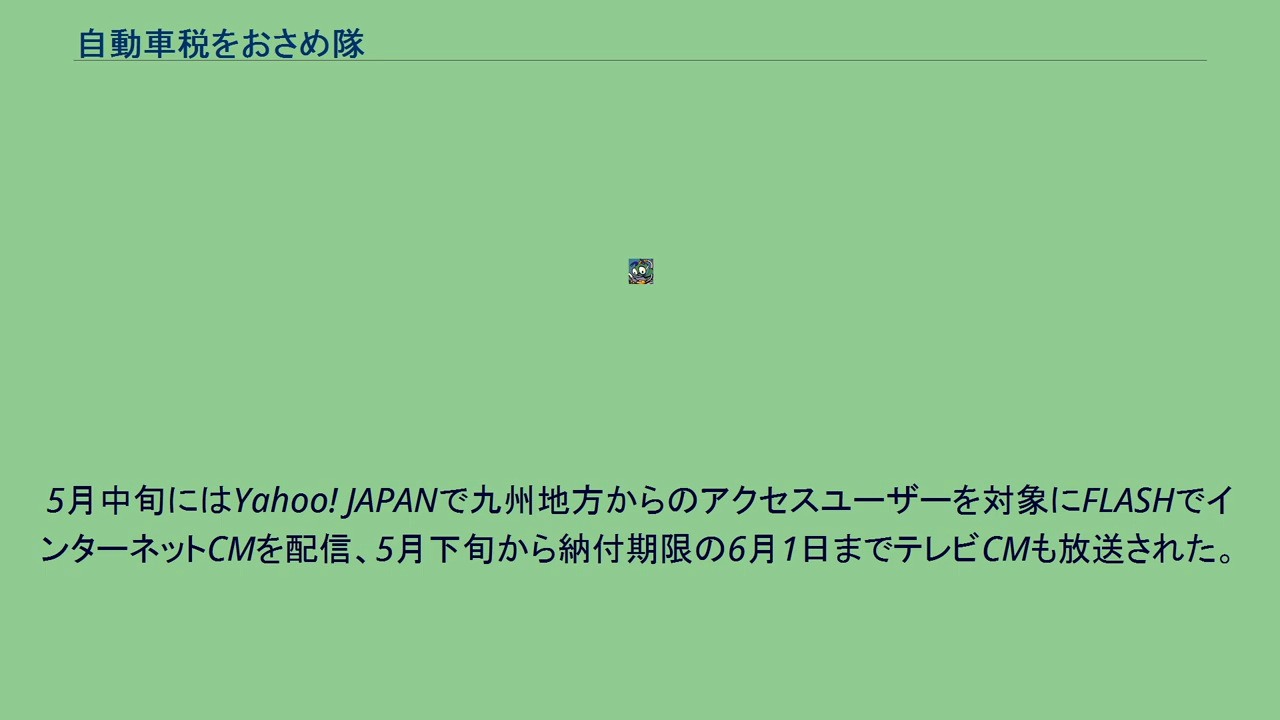 自動車税をおさめ隊
5月中旬にはYahoo! JAPANで九州地方からのアクセスユーザーを対象にFLASHでイ
ンターネットCMを配信、5月下旬から納付期限の6月1日までテレビCMも放送された。